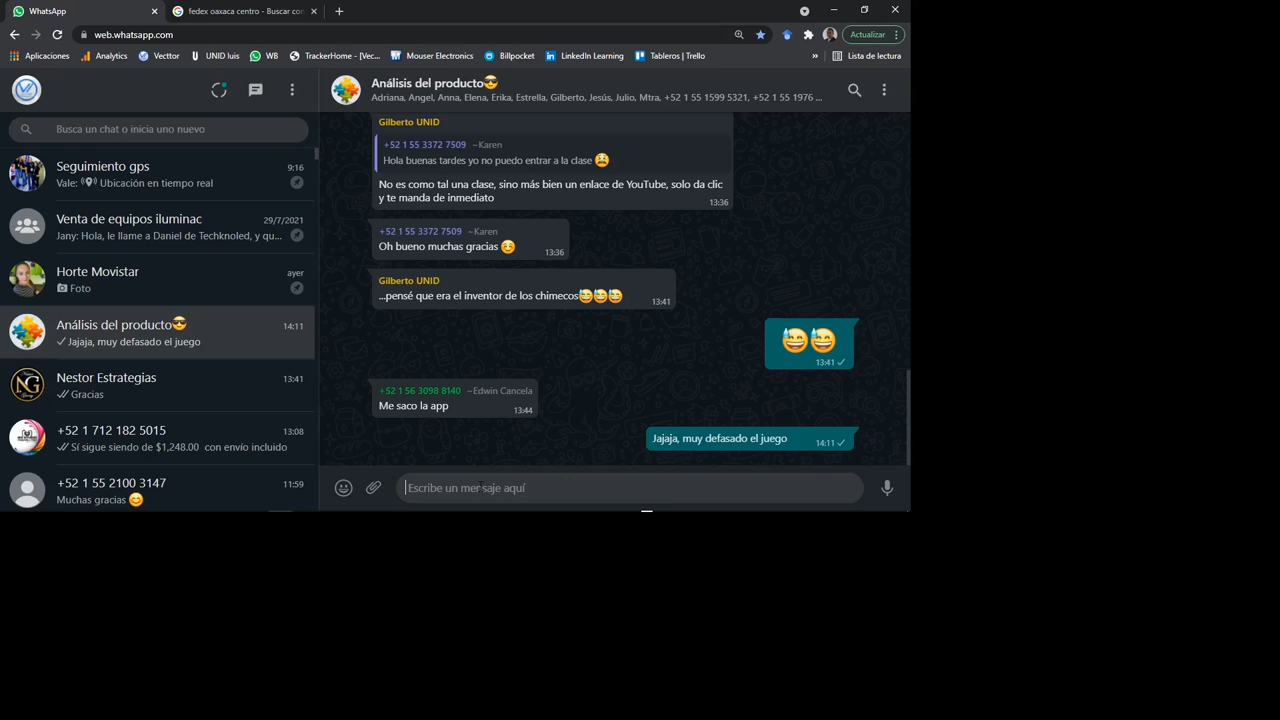 WhatsApp
fedex oaxaca centro - Buscar con
web.whatsapp.com
Actualizar
Aplicaciones
Analytics
Vecttor
UNID luis
WB
TrackerHome - [Vec...
Mouser Electronics
Billpocket
LinkedIn Learning
Tableros | Trello
»
Lista de lectura
Busca un chat o inicia uno nuevo
Seguimiento gps
9:16
Vale: Ubicación en tiempo real
Venta de equipos iluminac
29/7/2021
Jany: Hola, le llame a Daniel de Techknoled, y qu...
Horte Movistar
ayer
Foto
Análisis del producto😎
14:11
Jajaja, muy defasado el juego
Nestor Estrategias
13:41
Gracias
+52 1 712 182 5015
13:08
Sí sigue siendo de $1,248.00 con envío incluido
+52 1 55 2100 3147
11:59
Muchas gracias 😊
Análisis del producto😎
Adriana, Angel, Anna, Elena, Erika, Estrella, Gilberto, Jesús, Julio, Mtra, +52 1 55 1599 5321, +52 1 55 1976 ...
Gilberto UNID
+52 1 55 3372 7509 ~Karen
Hola buenas tardes yo no puedo entrar a la clase 😫
No es como tal una clase, sino más bien un enlace de YouTube, solo da clic
y te manda de inmediato
13:36
+52 1 55 3372 7509 ~Karen
Oh bueno muchas gracias ☺️
13:36
Gilberto UNID
...pensé que era el inventor de los chimecos😅😅😅
13:41
😅😅
13:41
+52 1 56 3098 8140 ~Edwin Cancela
Me saco la app
13:44
Jajaja, muy defasado el juego
14:11
Escribe un mensaje aquí